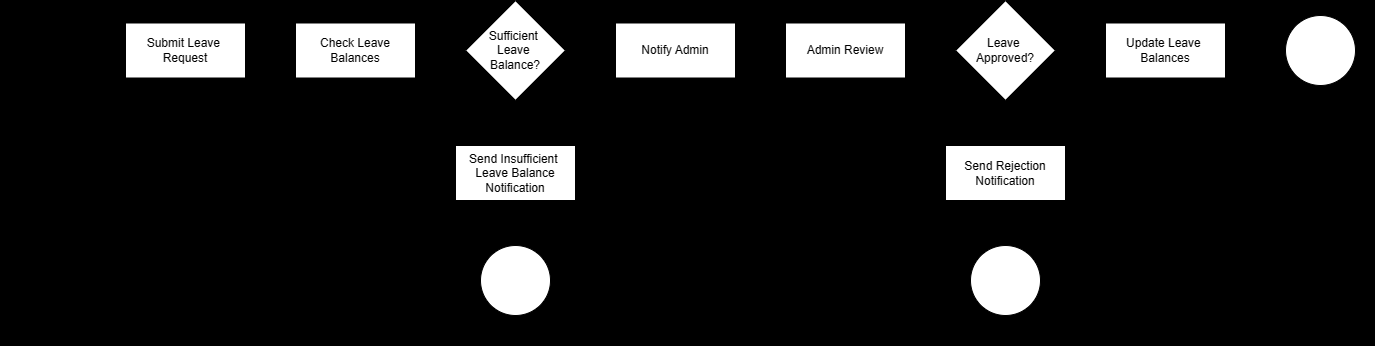 Submit Leave
Request
Check Leave
Balances
Sufficient
Leave
Balance?
Notify Admin
Admin Review
Leave
Approved?
Update Leave
Balances
Send Insufficient
Leave Balance
Notification
Send Rejection
Notification